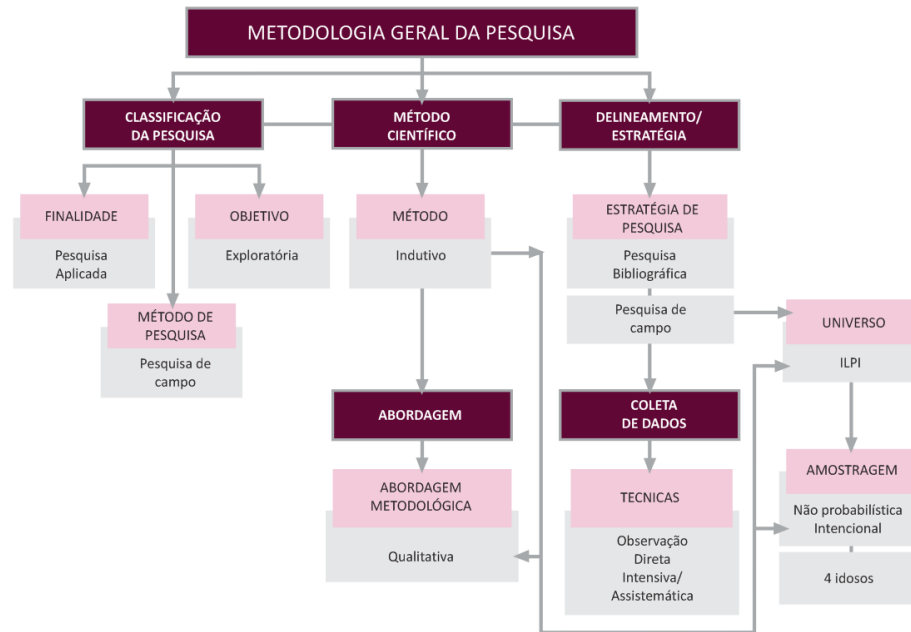 METODOLOGIA GERAL DA PESQUISA
CLASSIFICAÇÃO
DA PESQUISA
MÉTODO
CIENTÍFICO
DELINEAMENTO/
ESTRATÉGIA
FINALIDADE
Pesquisa
Aplicada
OBJETIVO
Exploratória
MÉTODO DE
PESQUISA
Pesquisa de
campo
MÉTODO
Indutivo
ESTRATÉGIA DE
PESQUISA
Pesquisa
Bibliográfica
Pesquisa de
campo
UNIVERSO
ILPI
ABORDAGEM
COLETA
DE DADOS
ABORDAGEM
METODOLÓGICA
Qualitativa
TECNICAS
Observação
Direta
Intensiva/
Assistemática
AMOSTRAGEM
Não probabilística
Intencional
4 idosos